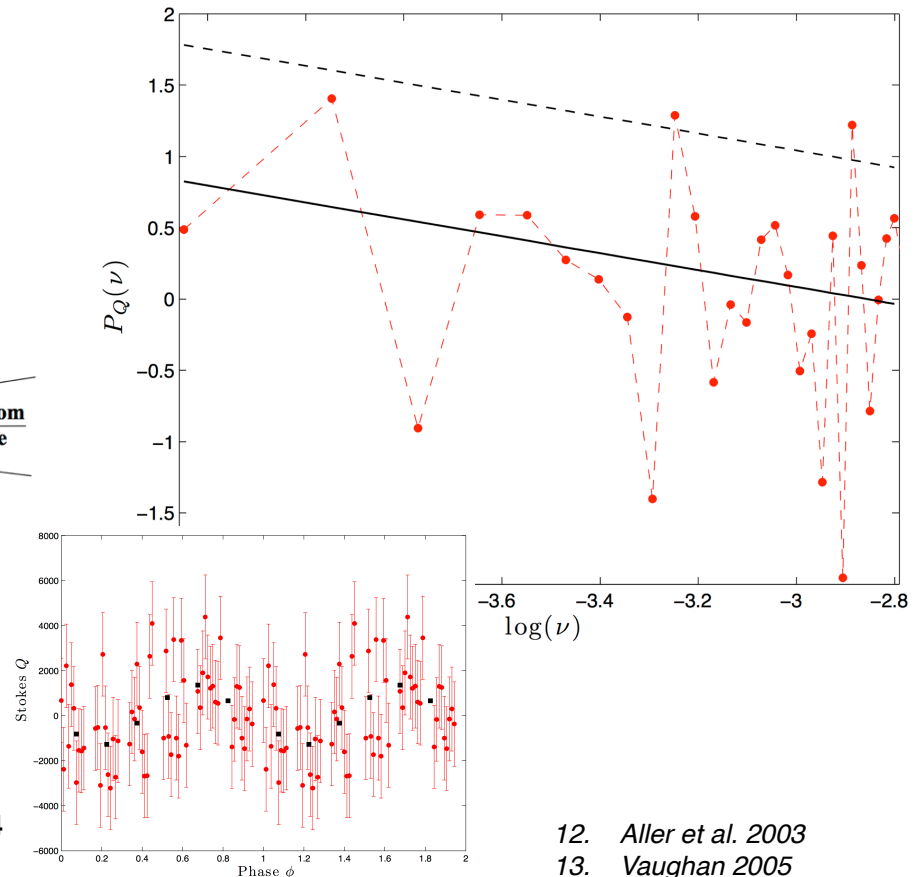 2
1.5
1
0.5
0
−0.5
−1
−1.5
P_Q(ν)
−3.6 −3.4 −3.2 −3 −2.8
log(ν)
om
e
8000
6000
4000
2000
0
−2000
−4000
−6000
Stokes Q
0 0.2 0.4 0.6 0.8 1 1.2 1.4 1.6 1.8 2
Phase ϕ
12. Aller et al. 2003
13. Vaughan 2005